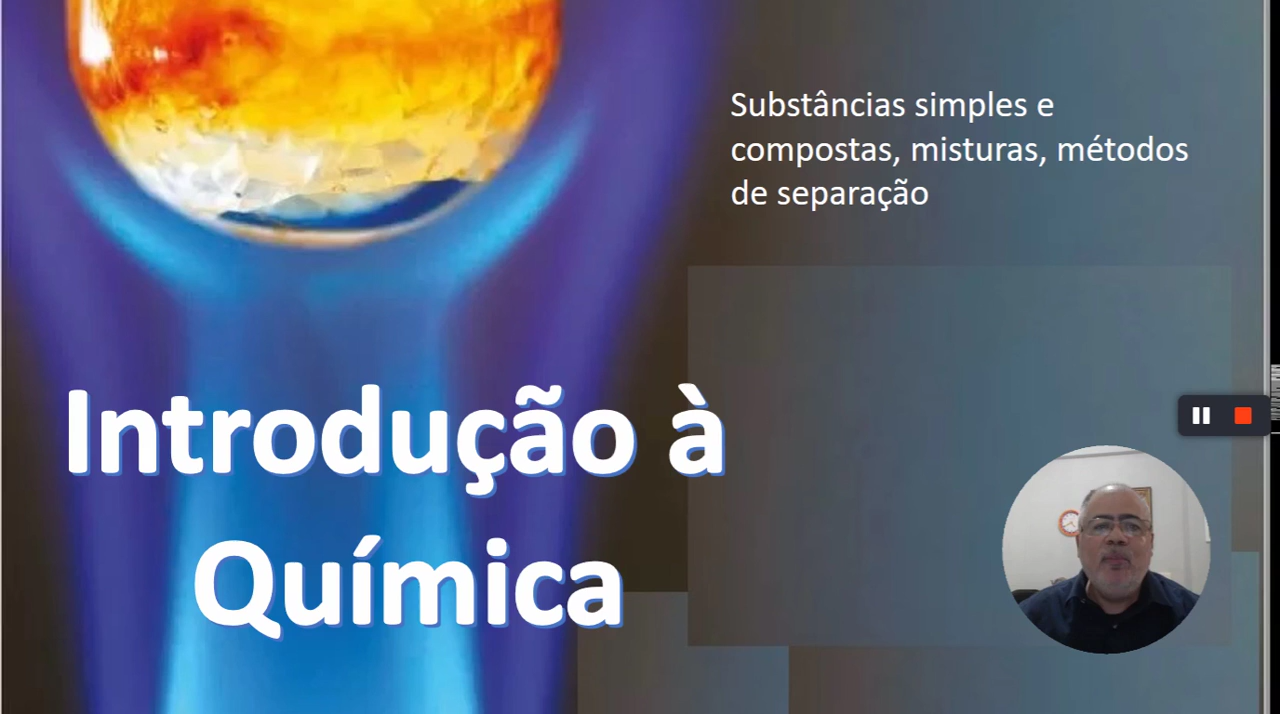 Substâncias simples e
compostas, misturas, métodos
de separação
Introdução à
Química